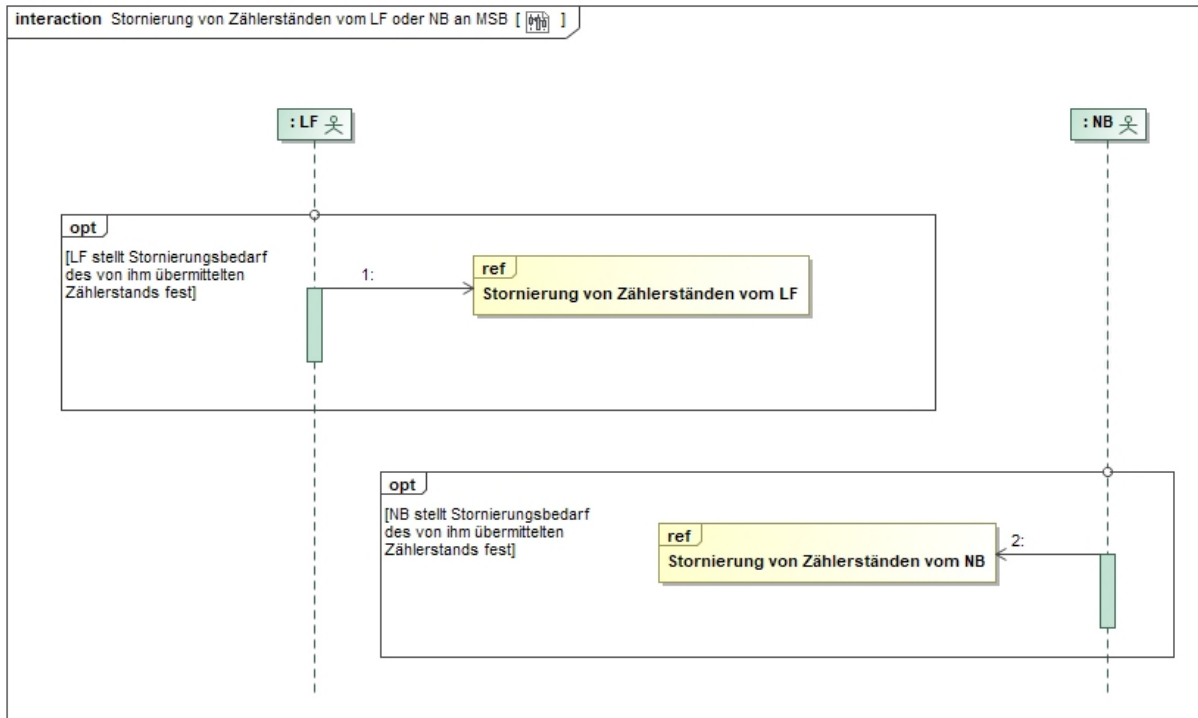 interaction Stornierung von Zählerständen vom LF oder NB an MSB [ ]
: LF
: NB
opt
[LF stellt Stornierungsbedarf
des von ihm übermittelten
Zählerstands fest]
1:
ref
Stornierung von Zählerständen vom LF
opt
[NB stellt Stornierungsbedarf
des von ihm übermittelten
Zählerstands fest]
ref
Stornierung von Zählerständen vom NB
2: